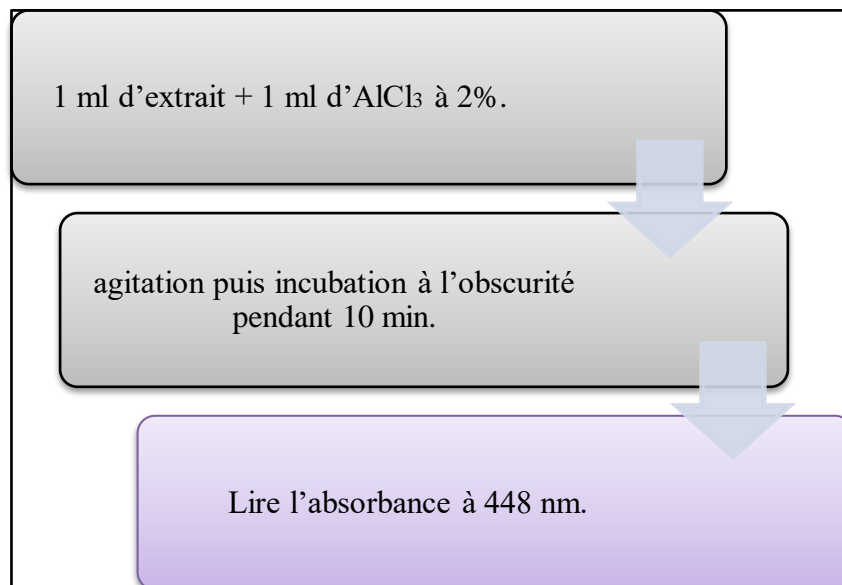 1 ml d’extrait + 1 ml d’AlCl₃ à 2%.
agitation puis incubation à l’obscurité
pendant 10 min.
Lire l’absorbance à 448 nm.